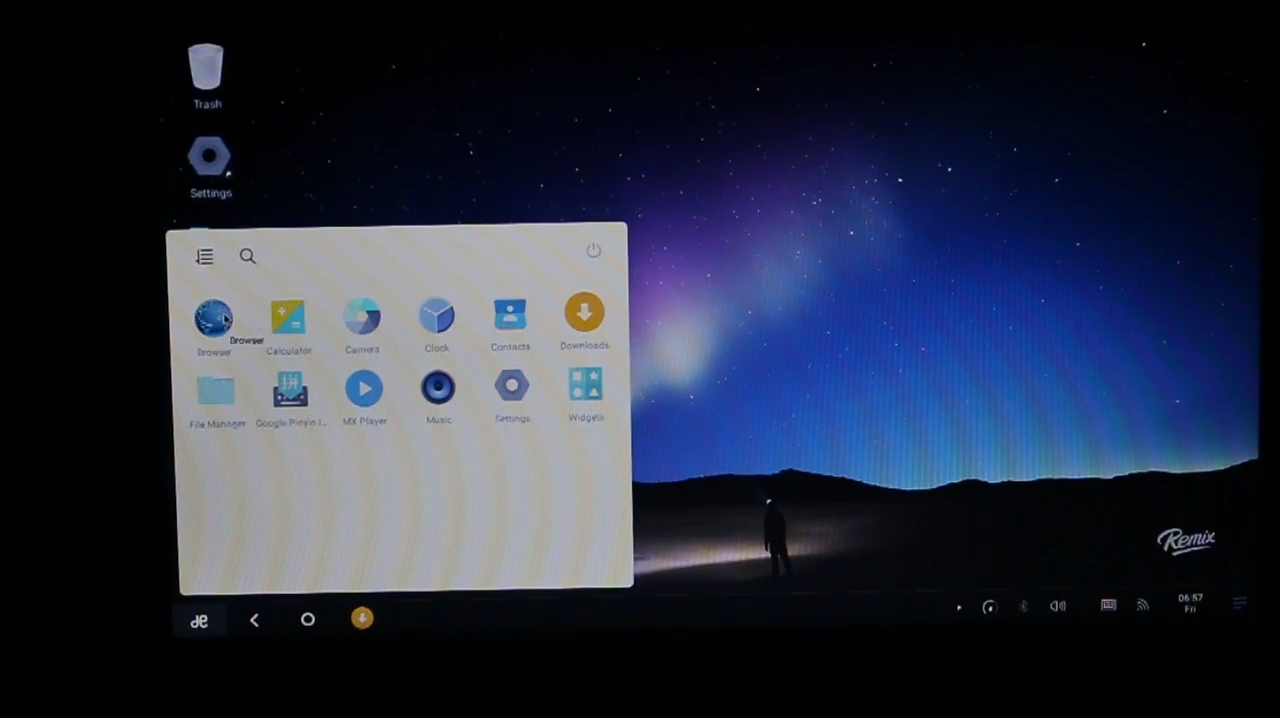 Trash
Settings
Browser
Browser
Calculator
Camera
Clock
Contacts
Downloads
File Manager
Google Pinyin I...
MX Player
Music
Settings
Widgets
Remix
06:57
Fri